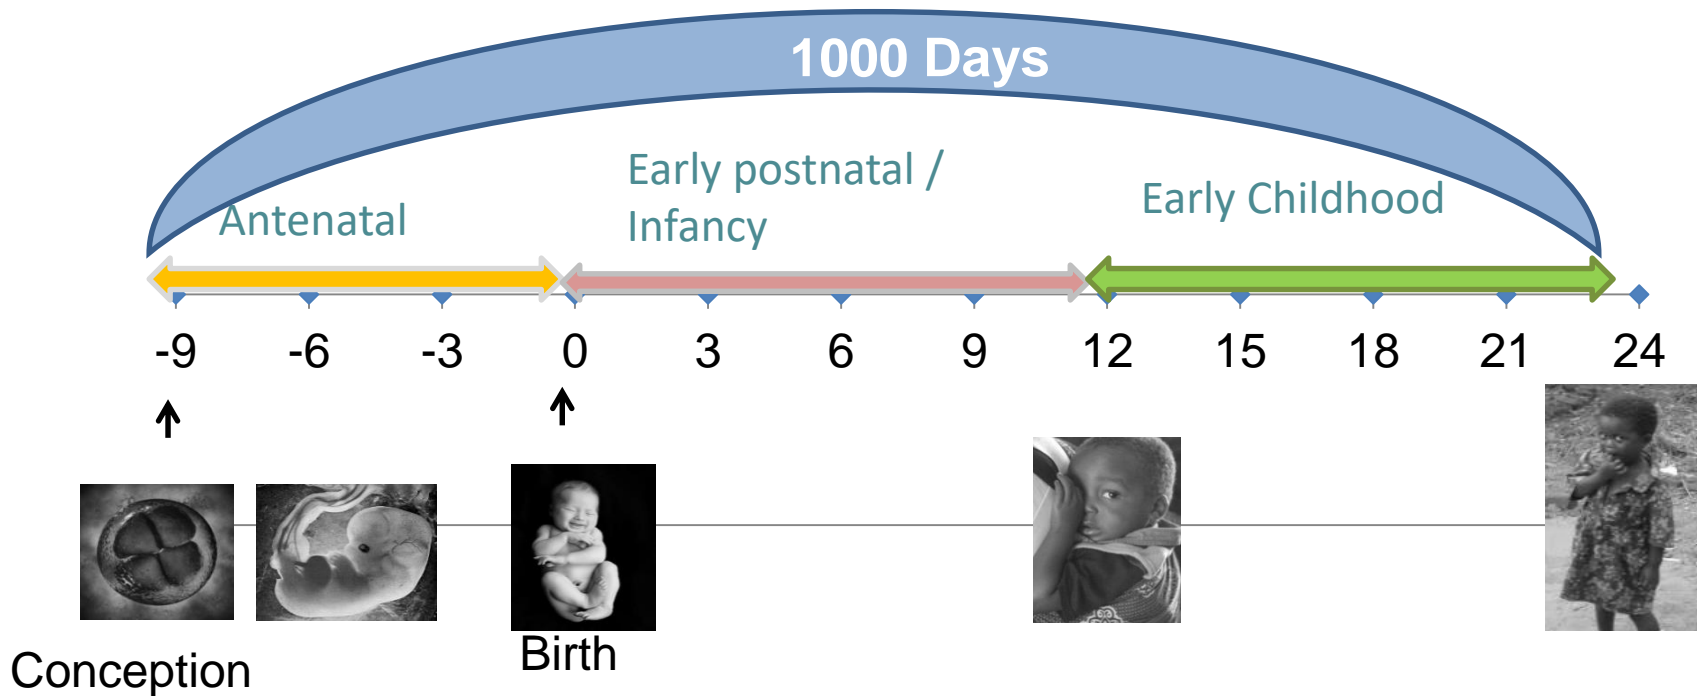 1000 Days
Early postnatal /
Infancy
Early Childhood
Antenatal
-9 -6 -3 0 3 6 9 12 15 18 21 24
Birth
Conception